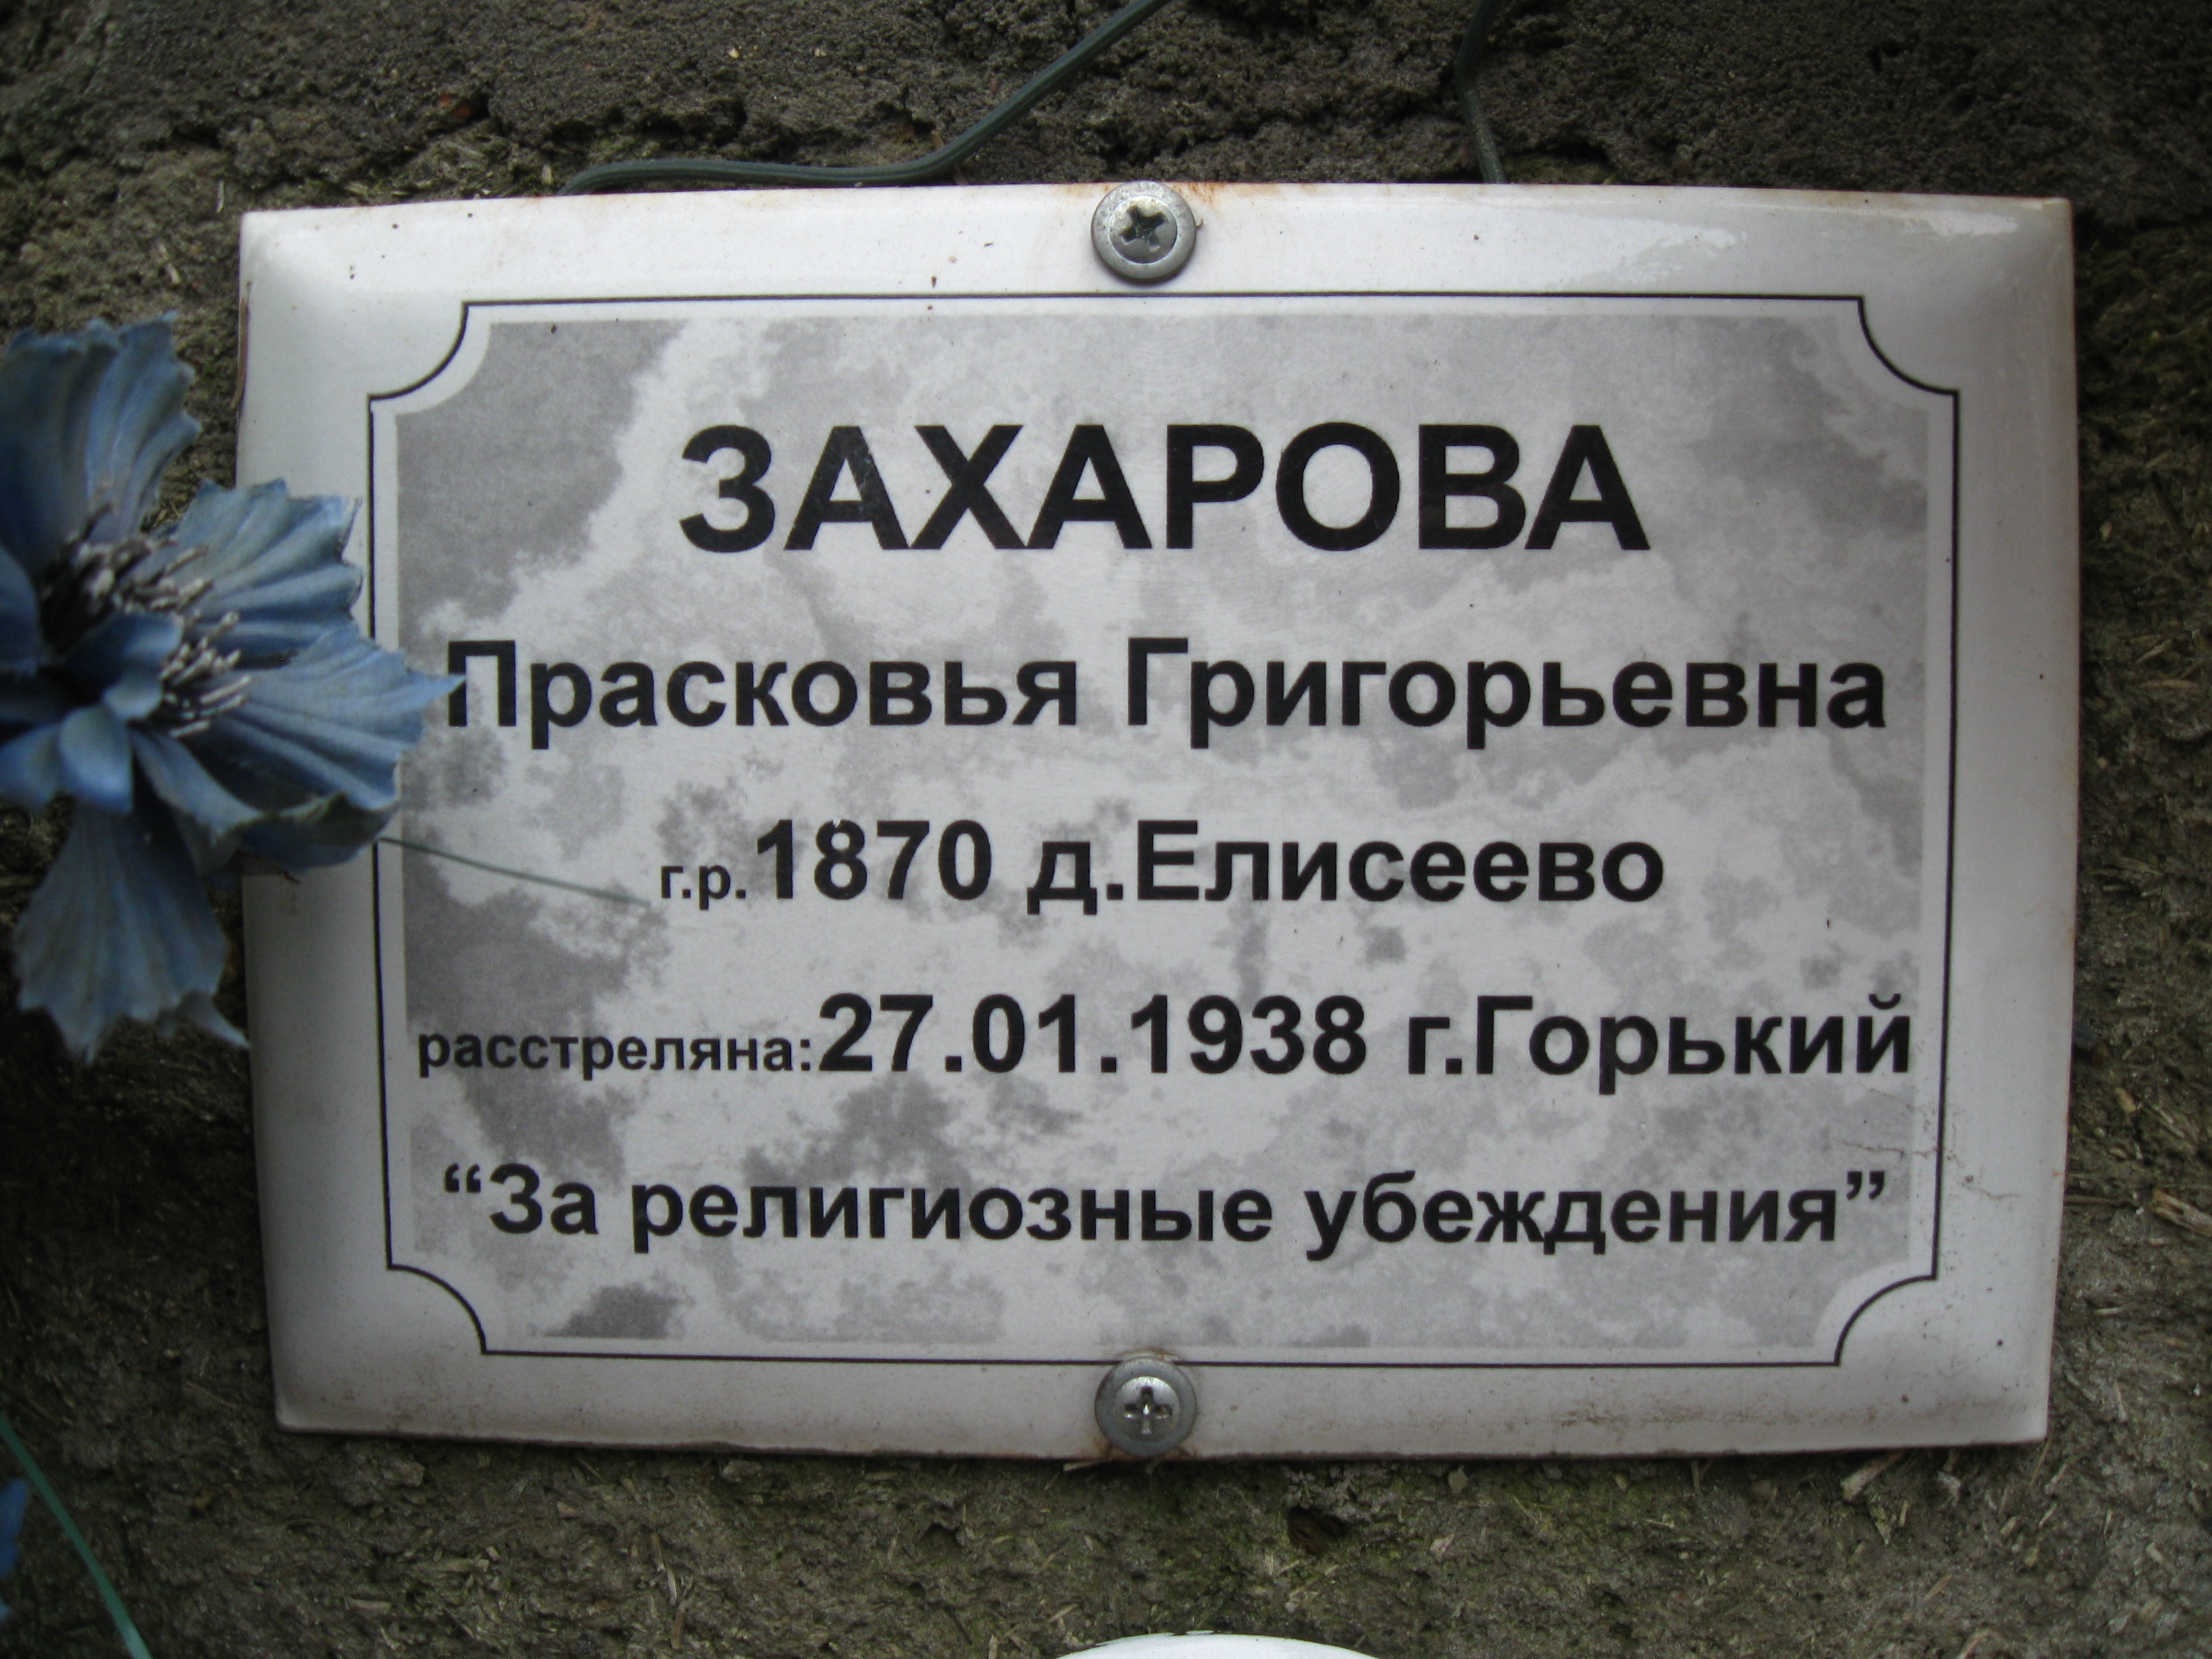 ЗАХАРОВА
Прасковья Григорьевна
г.р.1870 д.Елисеево
расстреляна:27.01.1938 г.Горький
“За религиозные убеждения”